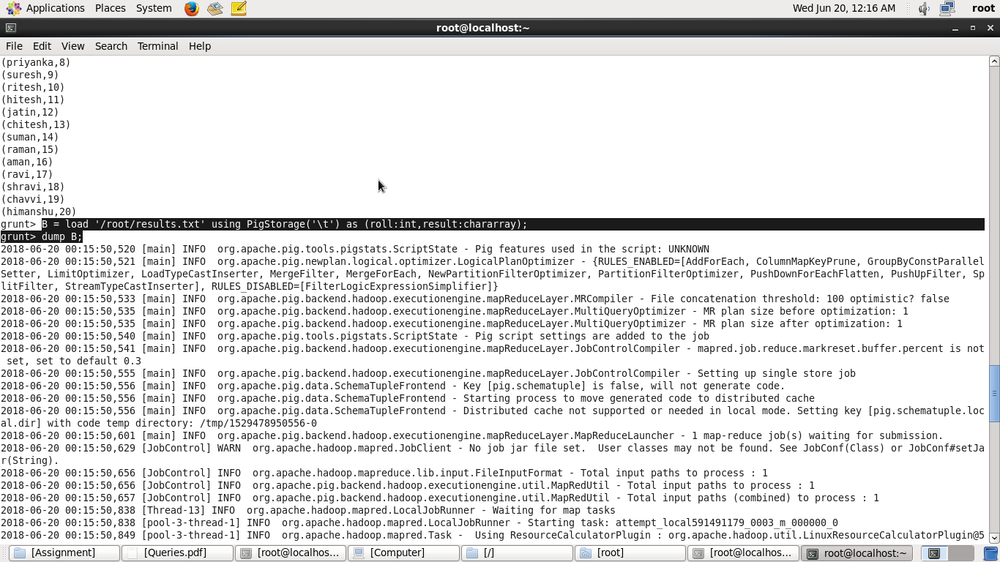 Applications Places System Wed Jun 20, 12:16 AM root
root@localhost:~
File Edit View Search Terminal Help
(priyanka,8)
(suresh,9)
(ritesh,10)
(hitesh,11)
(jatin,12)
(chitesh,13)
(suman,14)
(raman,15)
(aman,16)
(ravi,17)
(shravi,18)
(chavvi,19)
(himanshu,20)
grunt> B = load '/root/results.txt' using PigStorage('\t') as (roll:int,result:chararray);
grunt> dump B;
2018-06-20 00:15:50,520 [main] INFO  org.apache.pig.tools.pigstats.ScriptState - Pig features used in the script: UNKNOWN
2018-06-20 00:15:50,521 [main] INFO  org.apache.pig.newplan.logical.optimizer.LogicalPlanOptimizer - {RULES_ENABLED=[AddForEach, ColumnMapKeyPrune, GroupByConstParallel
Setter, LimitOptimizer, LoadTypeCastInserter, MergeFilter, MergeForEach, NewPartitionFilterOptimizer, PartitionFilterOptimizer, PushDownForEachFlatten, PushUpFilter, Sp
litFilter, StreamTypeCastInserter], RULES_DISABLED=[FilterLogicExpressionSimplifier]}
2018-06-20 00:15:50,533 [main] INFO  org.apache.pig.backend.hadoop.executionengine.mapReduceLayer.MRCompiler - File concatenation threshold: 100 optimistic? false
2018-06-20 00:15:50,535 [main] INFO  org.apache.pig.backend.hadoop.executionengine.mapReduceLayer.MultiQueryOptimizer - MR plan size before optimization: 1
2018-06-20 00:15:50,535 [main] INFO  org.apache.pig.backend.hadoop.executionengine.mapReduceLayer.MultiQueryOptimizer - MR plan size after optimization: 1
2018-06-20 00:15:50,540 [main] INFO  org.apache.pig.tools.pigstats.ScriptState - Pig script settings are added to the job
2018-06-20 00:15:50,541 [main] INFO  org.apache.pig.backend.hadoop.executionengine.mapReduceLayer.JobControlCompiler - mapred.job.reduce.markreset.buffer.percent is not
 set, set to default 0.3
2018-06-20 00:15:50,555 [main] INFO  org.apache.pig.backend.hadoop.executionengine.mapReduceLayer.JobControlCompiler - Setting up single store job
2018-06-20 00:15:50,556 [main] INFO  org.apache.pig.data.SchemaTupleFrontend - Key [pig.schematuple] is false, will not generate code.
2018-06-20 00:15:50,556 [main] INFO  org.apache.pig.data.SchemaTupleFrontend - Starting process to move generated code to distributed cache
2018-06-20 00:15:50,556 [main] INFO  org.apache.pig.data.SchemaTupleFrontend - Distributed cache not supported or needed in local mode. Setting key [pig.schematuple.loc
al.dir] with code temp directory: /tmp/1529478950556-0
2018-06-20 00:15:50,601 [main] INFO  org.apache.pig.backend.hadoop.executionengine.mapReduceLayer.MapReduceLauncher - 1 map-reduce job(s) waiting for submission.
2018-06-20 00:15:50,629 [JobControl] WARN  org.apache.hadoop.mapred.JobClient - No job jar file set.  User classes may not be found. See JobConf(Class) or JobConf#setJa
r(String).
2018-06-20 00:15:50,656 [JobControl] INFO  org.apache.hadoop.mapreduce.lib.input.FileInputFormat - Total input paths to process : 1
2018-06-20 00:15:50,656 [JobControl] INFO  org.apache.pig.backend.hadoop.executionengine.util.MapRedUtil - Total input paths to process : 1
2018-06-20 00:15:50,657 [JobControl] INFO  org.apache.pig.backend.hadoop.executionengine.util.MapRedUtil - Total input paths (combined) to process : 1
2018-06-20 00:15:50,838 [Thread-13] INFO  org.apache.hadoop.mapred.LocalJobRunner - Waiting for map tasks
2018-06-20 00:15:50,838 [pool-3-thread-1] INFO  org.apache.hadoop.mapred.LocalJobRunner - Starting task: attempt_local591491179_0003_m_000000_0
2018-06-20 00:15:50,849 [pool-3-thread-1] INFO  org.apache.hadoop.mapred.Task -  Using ResourceCalculatorPlugin : org.apache.hadoop.util.LinuxResourceCalculatorPlugin@5
[Assignment] [Queries.pdf] [root@localhos... [Computer] [/] [root] [root@localhos... root@localhost:~